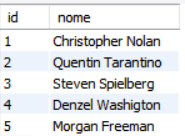 id nome
1 Christopher Nolan
2 Quentin Tarantino
3 Steven Spielberg
4 Denzel Washigton
5 Morgan Freeman